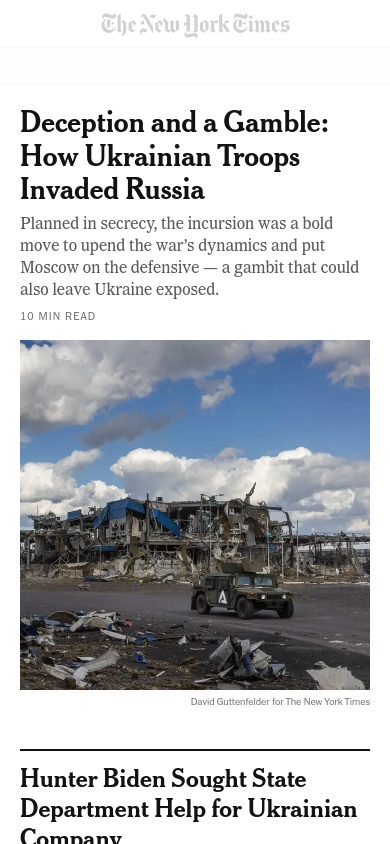 The New York Times
Deception and a Gamble:
How Ukrainian Troops
Invaded Russia
Planned in secrecy, the incursion was a bold
move to upend the war's dynamics and put
Moscow on the defensive — a gambit that could
also leave Ukraine exposed.
10 MIN READ
David Guttenfelder for The New York Times
Hunter Biden Sought State
Department Help for Ukrainian
Company